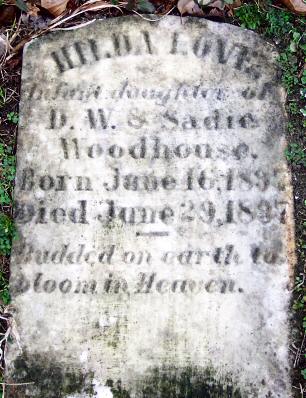 HILDA LOVE,
Infant daughter of
D. W. & Sadie
Woodhouse.
Born June 16, 1897
Died June 29, 1897
Budded on earth to
bloom in Heaven.